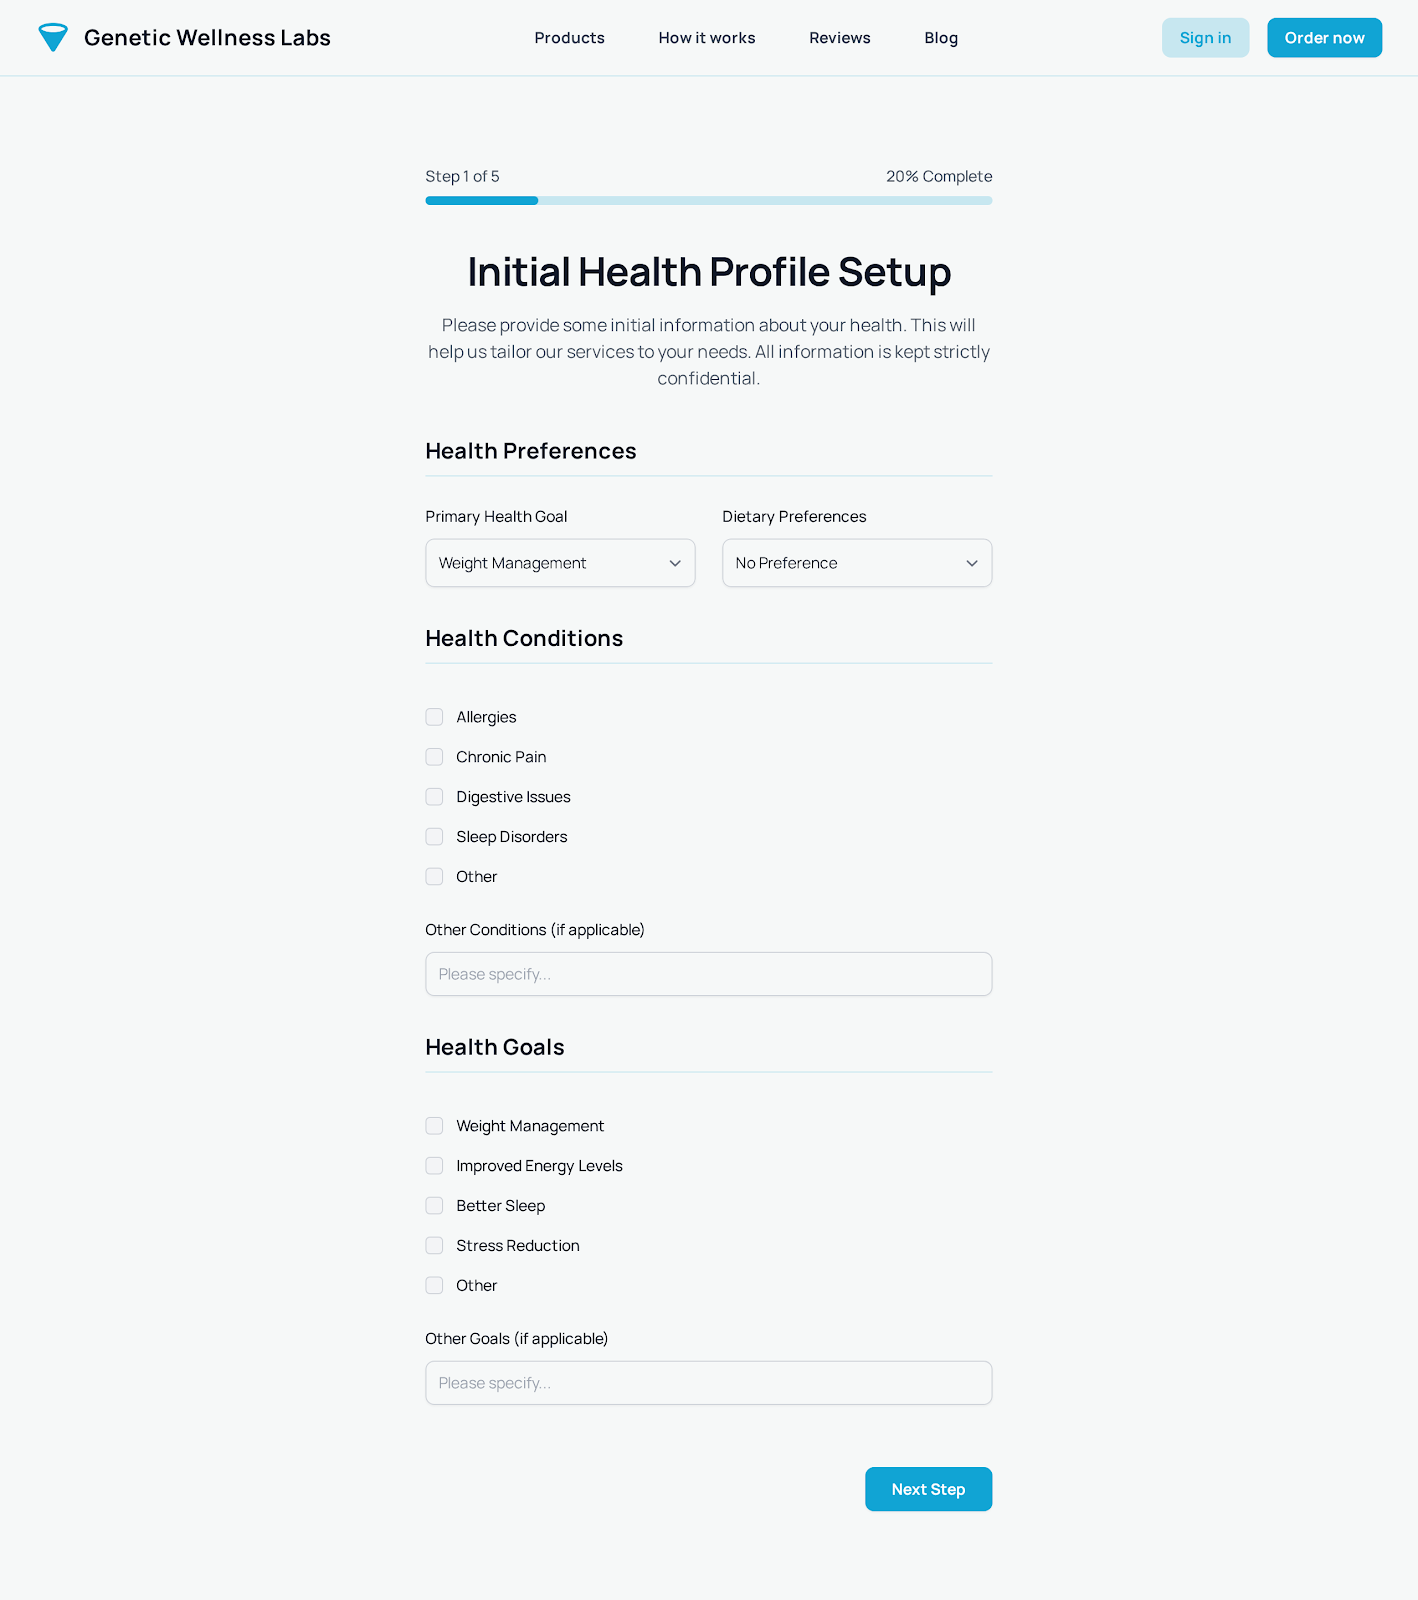 Genetic Wellness Labs
Products
How it works
Reviews
Blog
Sign in
Order now
Step 1 of 5
20% Complete
Initial Health Profile Setup
Please provide some initial information about your health. This will
help us tailor our services to your needs. All information is kept strictly
confidential.
Health Preferences
Primary Health Goal
Dietary Preferences
Weight Management
No Preference
Health Conditions
Allergies
Chronic Pain
Digestive Issues
Sleep Disorders
Other
Other Conditions (if applicable)
Please specify...
Health Goals
Weight Management
Improved Energy Levels
Better Sleep
Stress Reduction
Other
Other Goals (if applicable)
Please specify...
Next Step